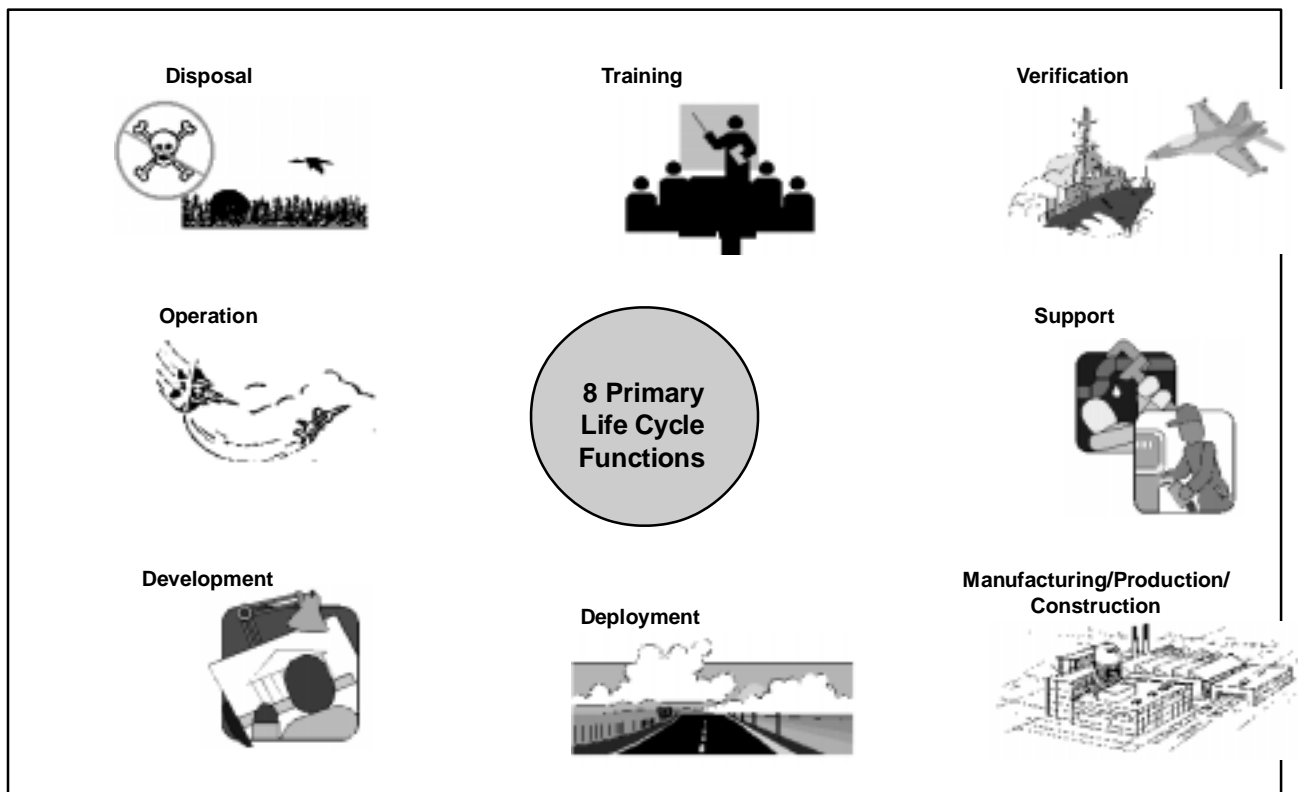 Disposal
Training
Verification
Operation
8 Primary
Life Cycle
Functions
Support
Development
Deployment
Manufacturing/Production/
Construction